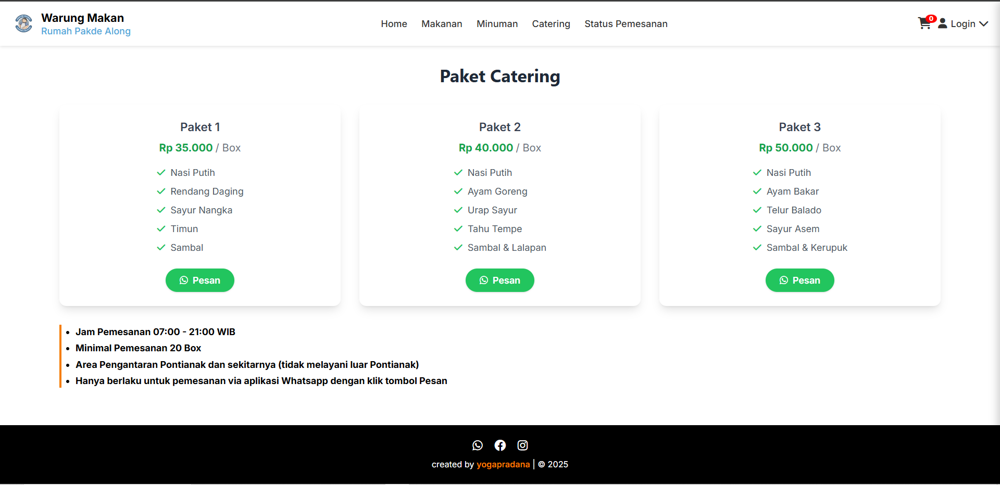 Warung Makan
Rumah Pakde Along
Home Makanan Minuman Catering Status Pemesanan
0 Login
Paket Catering
Paket 1
Rp 35.000 / Box
Nasi Putih
Rendang Daging
Sayur Nangka
Timun
Sambal
Pesan
Paket 2
Rp 40.000 / Box
Nasi Putih
Ayam Goreng
Urap Sayur
Tahu Tempe
Sambal & Lalapan
Pesan
Paket 3
Rp 50.000 / Box
Nasi Putih
Ayam Bakar
Telur Balado
Sayur Asem
Sambal & Kerupuk
Pesan
• Jam Pemesanan 07:00 - 21:00 WIB
• Minimal Pemesanan 20 Box
• Area Pengantaran Pontianak dan sekitarnya (tidak melayani luar Pontianak)
• Hanya berlaku untuk pemesanan via aplikasi Whatsapp dengan klik tombol Pesan
created by yogapradana | © 2025